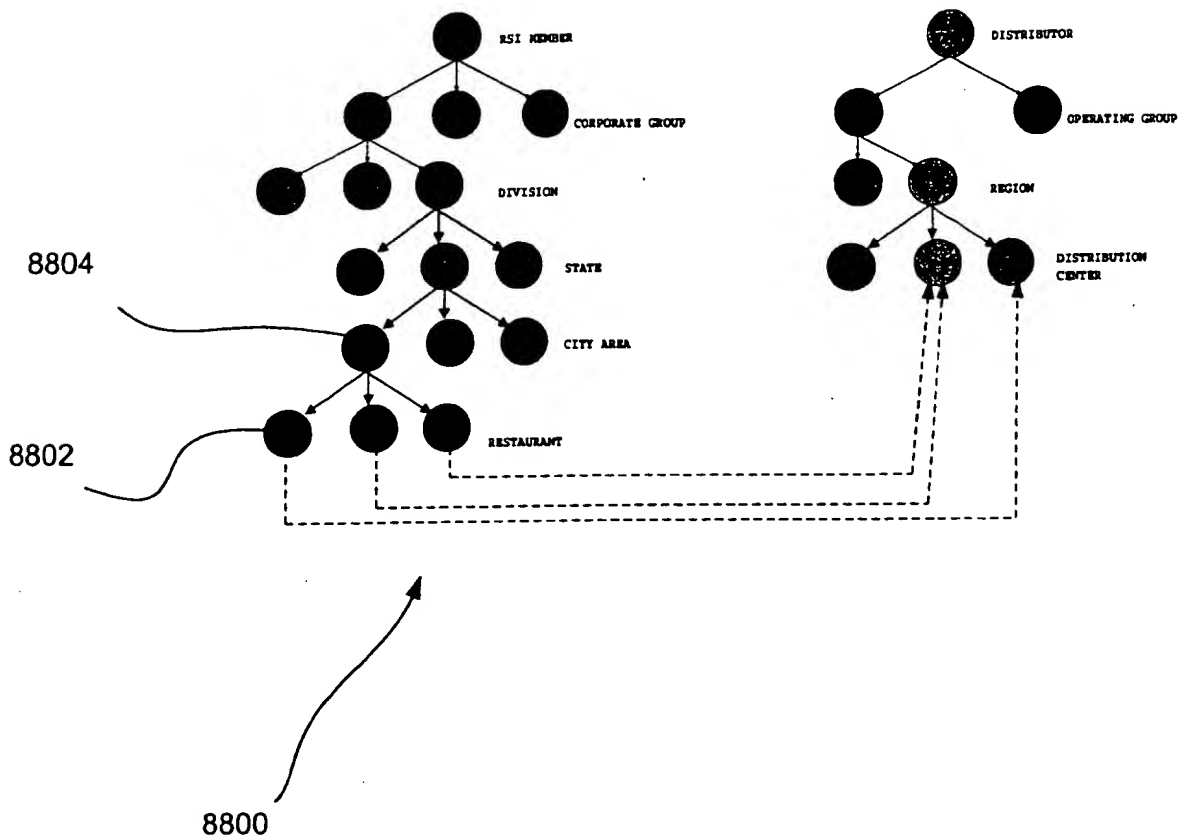 RSI MEMBER
DISTRIBUTOR
CORPORATE GROUP
OPERATING GROUP
DIVISION
REGION
8804
STATE
DISTRIBUTION
CENTER
CITY AREA
8802
RESTAURANT
8800